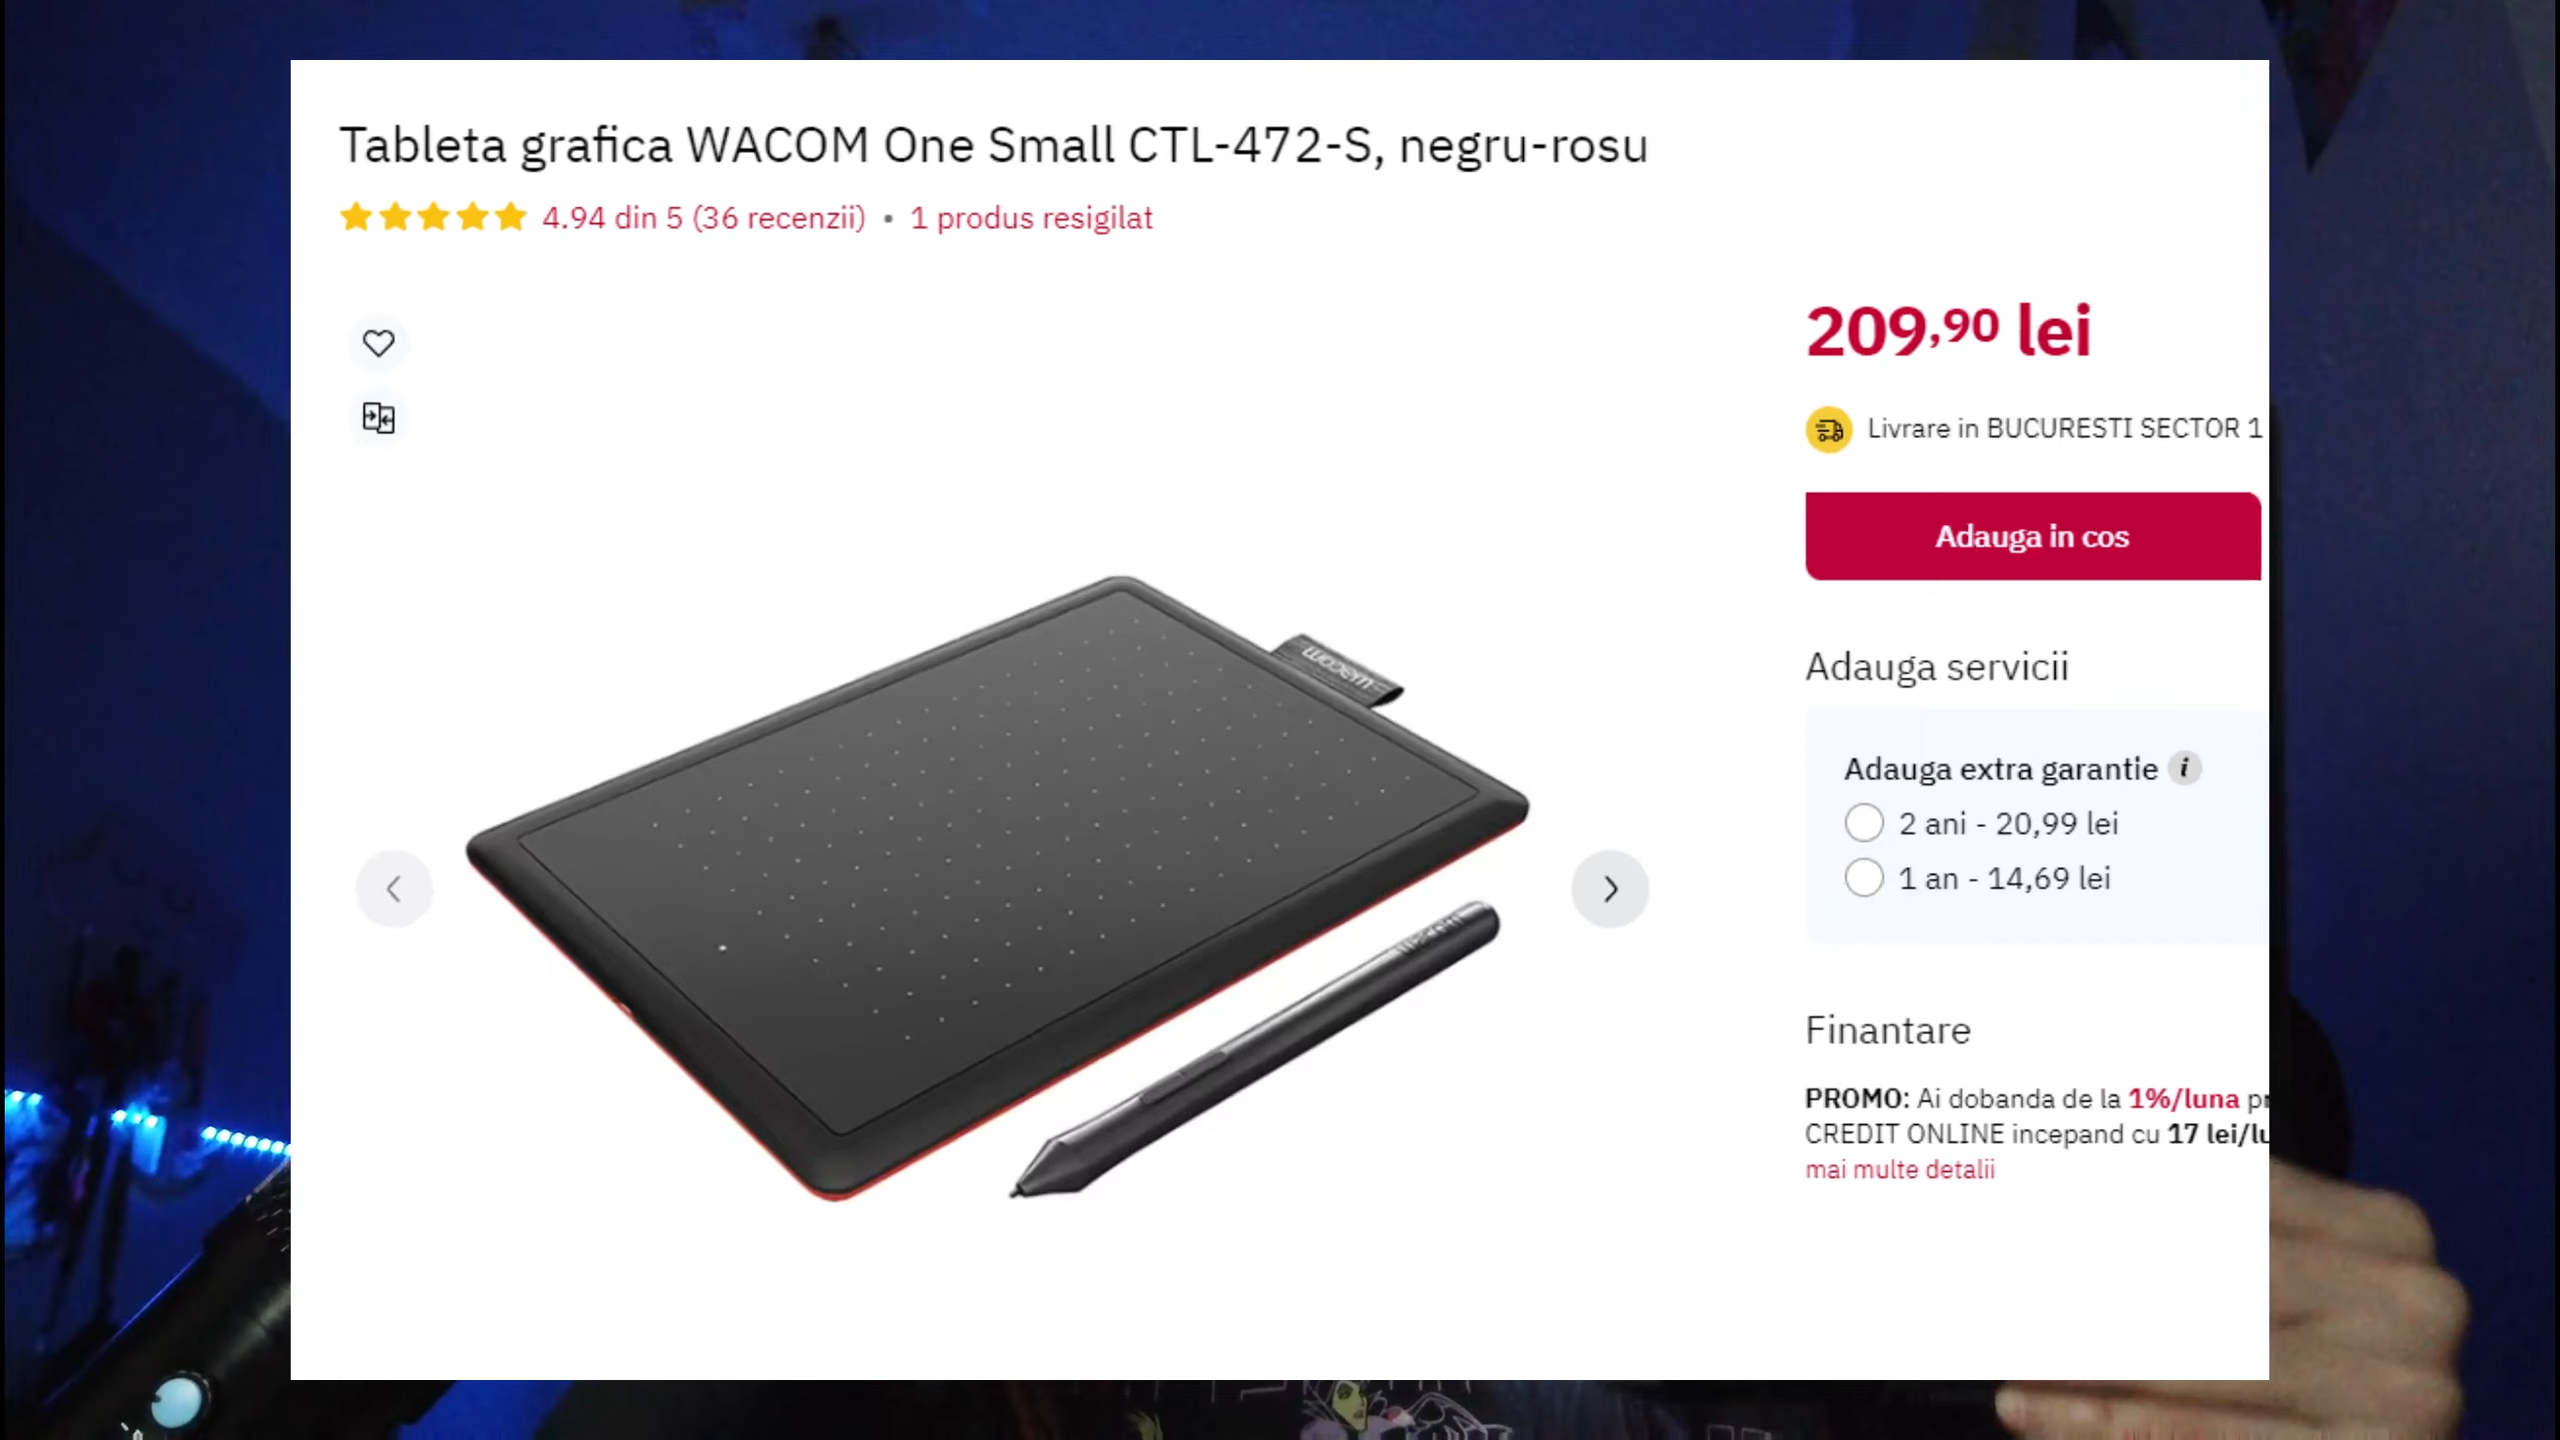 Tableta grafica WACOM One Small CTL-472-S, negru-rosu
4.94 din 5 (36 recenzii) • 1 produs resigilat
209,90 lei
Livrare in BUCURESTI SECTOR 1
Adauga in cos
wacom
Adauga servicii
Adauga extra garantie i
2 ani - 20,99 lei
1 an - 14,69 lei
wacom
Finantare
PROMO: Ai dobanda de la 1%/luna
CREDIT ONLINE incepand cu 17 lei/lu
mai multe detalii